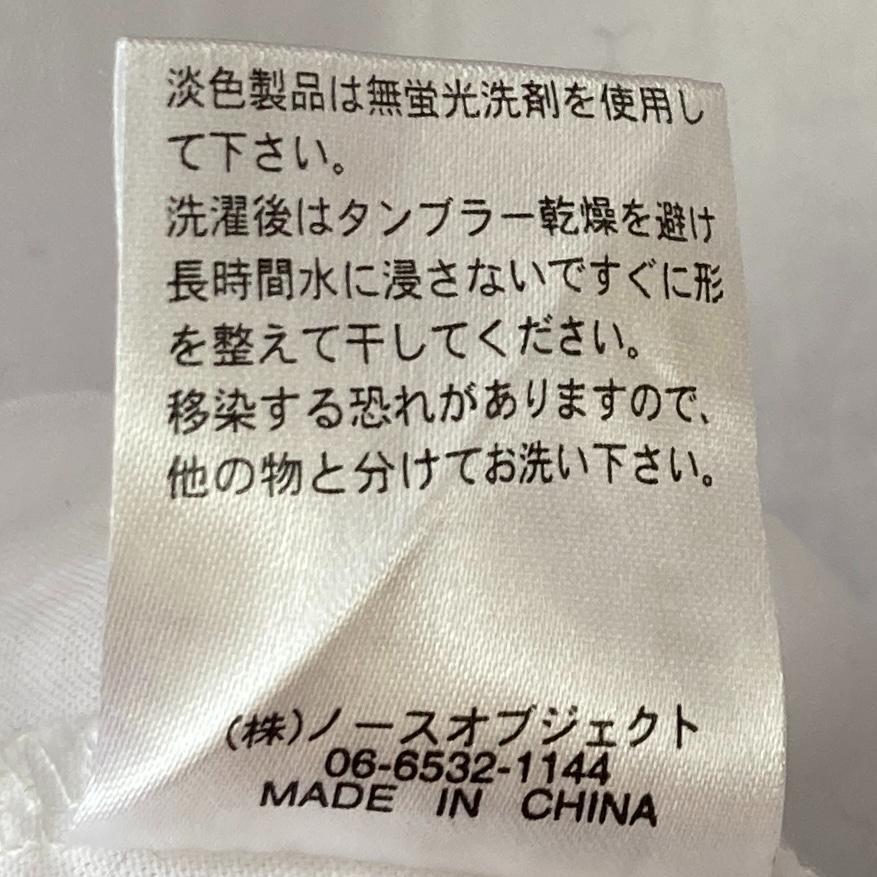 淡色製品は無蛍光洗剤を使用し
て下さい。
洗濯後はタンブラー乾燥を避け
長時間水に浸さないですぐに形
を整えて干してください。
移染する恐れがありますので、
他の物と分けてお洗い下さい。
(株)ノースオブジェクト
06-6532-1144
MADE IN CHINA